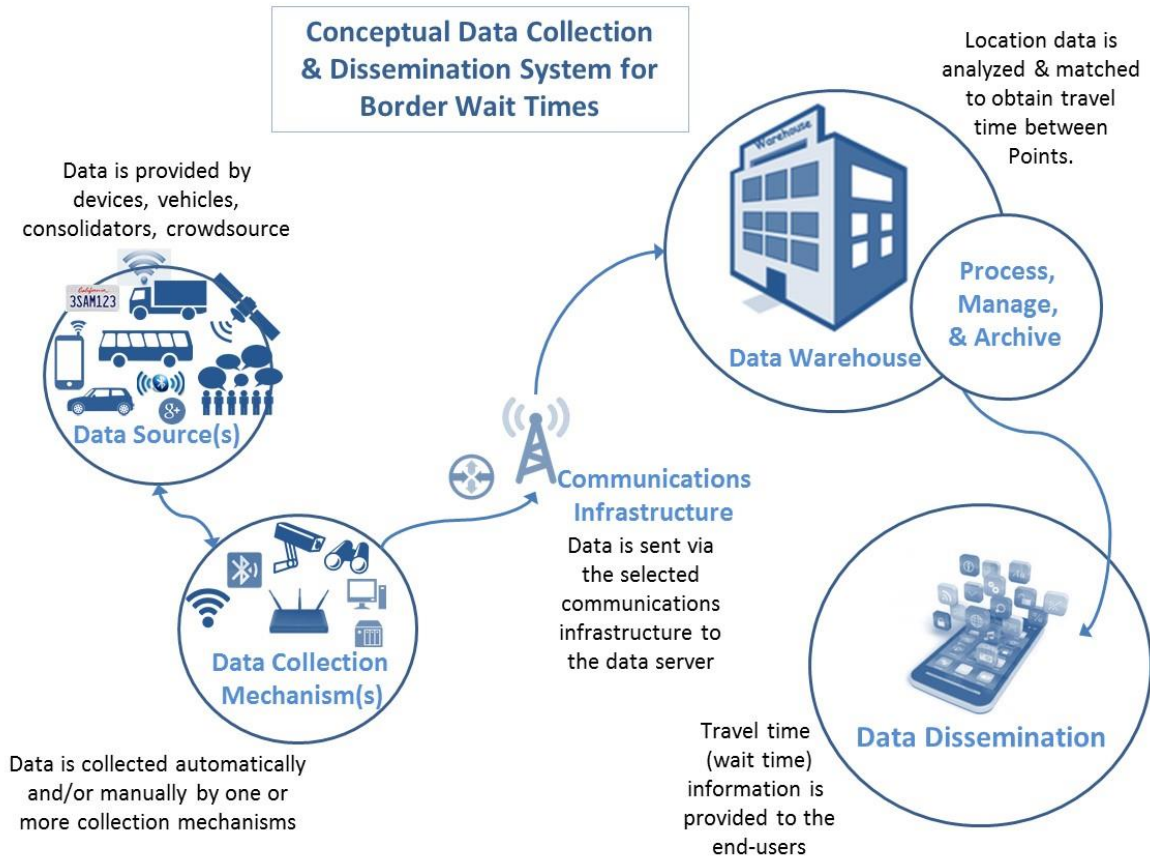 Conceptual Data Collection
& Dissemination System for
Border Wait Times
Location data is
analyzed & matched
to obtain travel
time between
Points.
Data is provided by
devices, vehicles,
consolidators, crowdsource
California
3SAM123
g+
Data Source(s)
Warehouse
Data Warehouse
Process,
Manage,
& Archive
Communications
Infrastructure
Data is sent via
the selected
communications
infrastructure to
the data server
Data Collection
Mechanism(s)
Data is collected automatically
and/or manually by one or
more collection mechanisms
Data Dissemination
Travel time
(wait time)
information is
provided to the
end-users